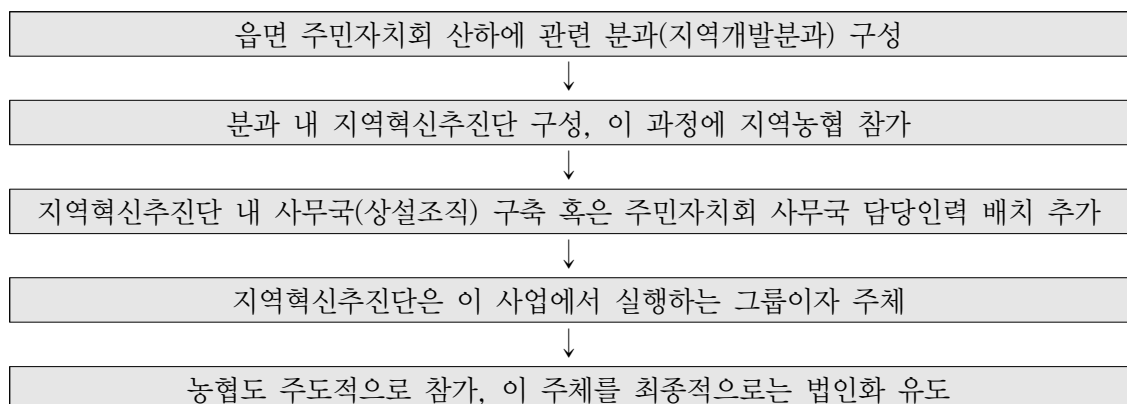 읍면 주민자치회 산하에 관련 분과(지역개발분과) 구성
↓
분과 내 지역혁신추진단 구성, 이 과정에 지역농협 참가
↓
지역혁신추진단 내 사무국(상설조직) 구축 혹은 주민자치회 사무국 담당인력 배치 추가
↓
지역혁신추진단은 이 사업에서 실행하는 그룹이자 주체
↓
농협도 주도적으로 참가, 이 주체를 최종적으로는 법인화 유도